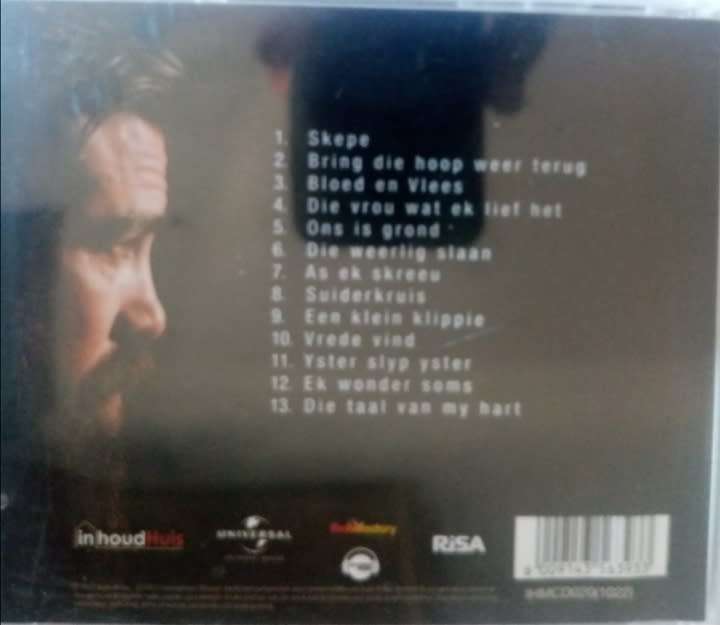 1. Skepe
2. Bring die hoop weer terug
3. Bloed en Vlees
4. Die vrou wat ek lief het
5. Ons is grond
6. Die weerlig slaan
7. As ek skreeu
8. Suiderkruis
9. Een klein klippie
10. Vrede vind
11. Yster slyp yster
12. Ek wonder soms
13. Die taal van my hart
inhoudHuis
UNIVERSAL
RiSA